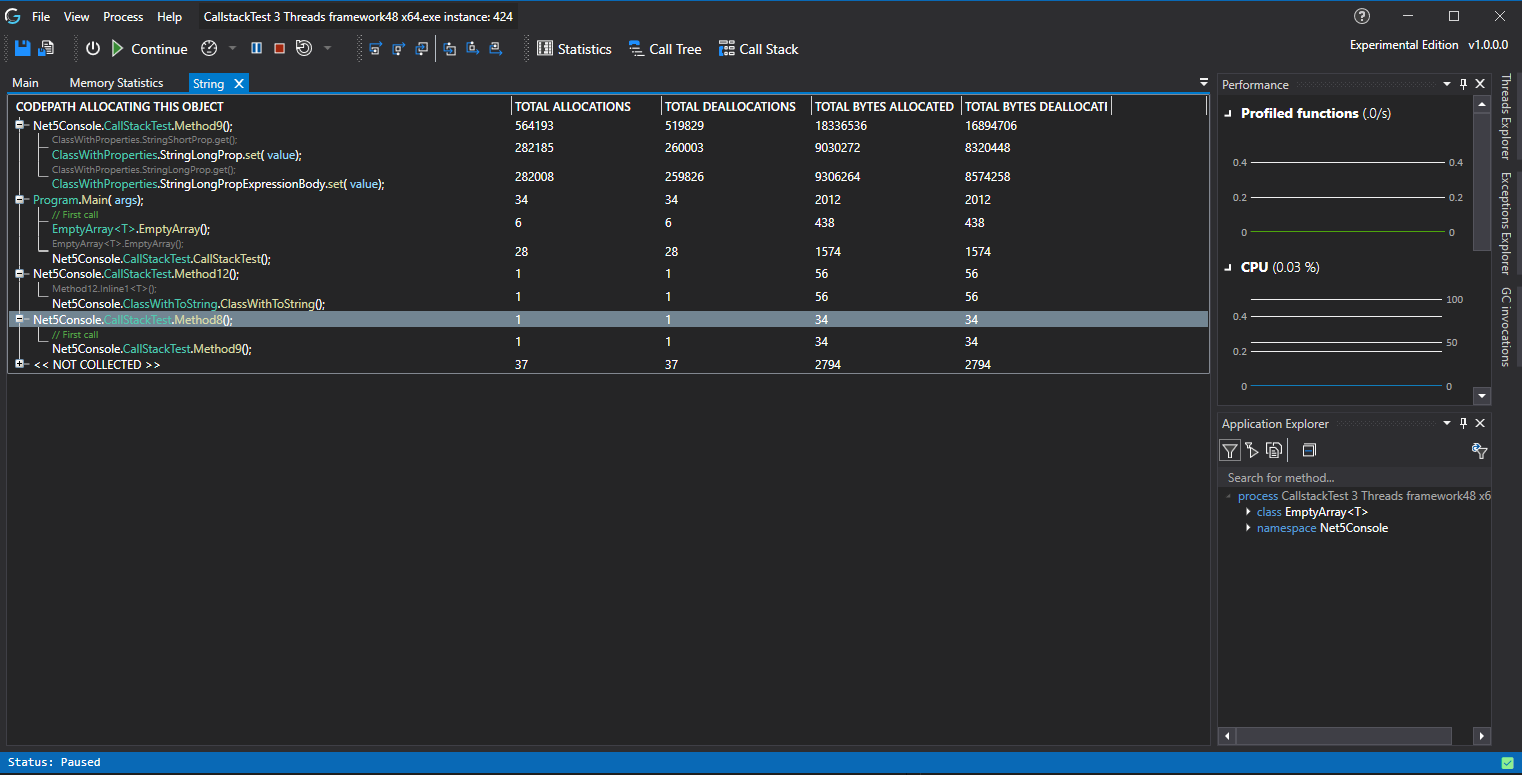 File View Process Help CallstackTest 3 Threads framework48 x64.exe instance: 424
Continue Statistics Call Tree Call Stack Experimental Edition v1.0.0.0
Main Memory Statistics String
CODEPATH ALLOCATING THIS OBJECT TOTAL ALLOCATIONS TOTAL DEALLOCATIONS TOTAL BYTES ALLOCATED TOTAL BYTES DEALLOCATI
Net5Console.CallStackTest.Method9(); 564193 519829 18336536 16894706
ClassWithProperties.StringShortProp.get();
ClassWithProperties.StringLongProp.set( value); 282185 260003 9030272 8320448
ClassWithProperties.StringLongProp.get();
ClassWithProperties.StringLongPropExpressionBody.set( value); 282008 259826 9306264 8574258
Program.Main( args); 34 34 2012 2012
// First call
EmptyArray<T>.EmptyArray(); 6 6 438 438
EmptyArray<T>.EmptyArray();
Net5Console.CallStackTest.CallStackTest(); 28 28 1574 1574
Net5Console.CallStackTest.Method12(); 1 1 56 56
Method12.Inline1<T>();
Net5Console.ClassWithToString.ClassWithToString(); 1 1 56 56
Net5Console.CallStackTest.Method8(); 1 1 34 34
// First call
Net5Console.CallStackTest.Method9(); 1 1 34 34
<< NOT COLLECTED >> 37 37 2794 2794
Performance
Profiled functions (.0/s)
0.4 0.4
0.2 0.2
0 0
CPU (0.03 %)
100
0.4
50
0.2
0 0
Application Explorer
Search for method...
process CallstackTest 3 Threads framework48 x6
class EmptyArray<T>
namespace Net5Console
Threads Explorer
Exceptions Explorer
GC invocations
Status: Paused